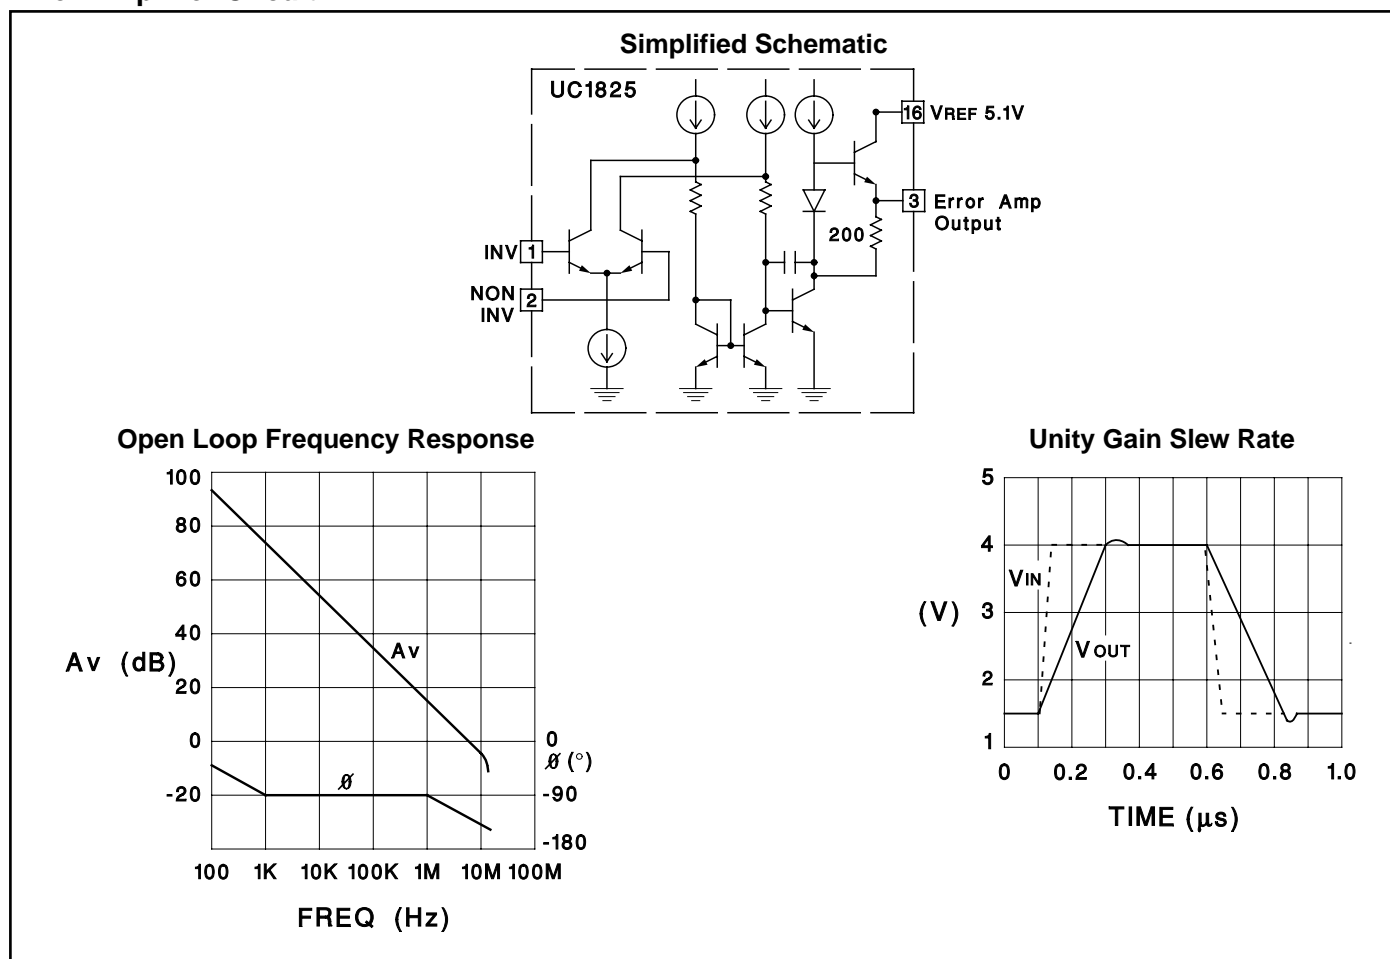 Simplified Schematic
UC1825
16 VREF 5.1V
3 Error Amp
Output
200
INV 1
NON
INV 2
Open Loop Frequency Response
100
80
60
40
Av (dB)
20
0
-20
Av
ø
0
ø (°)
-90
-180
100 1K 10K 100K 1M 10M 100M
FREQ (Hz)
Unity Gain Slew Rate
5
4
3
(V)
2
1
VIN
VOUT
0 0.2 0.4 0.6 0.8 1.0
TIME (μs)